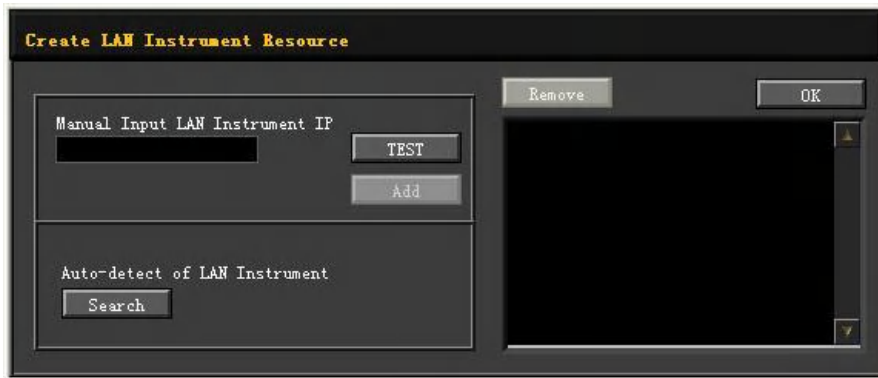 Create LAN Instrument Resource
Remove
OK
Manual Input LAN Instrument IP
TEST
Add
Auto-detect of LAN Instrument
Search